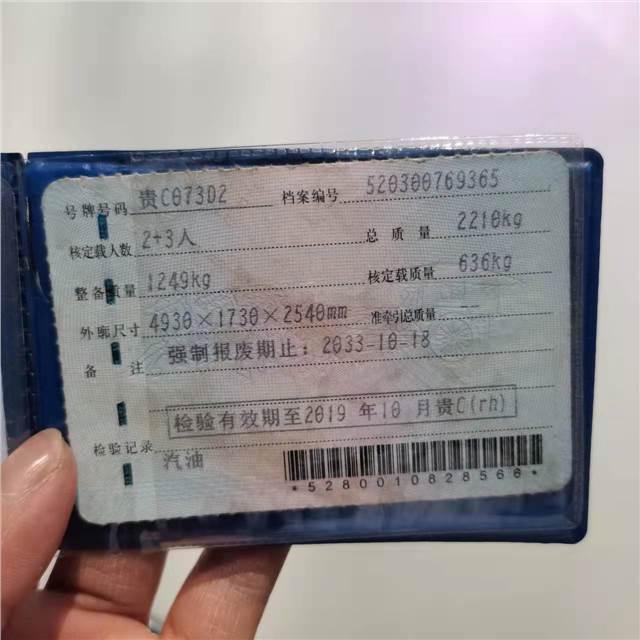 号牌号码 贵C073D2 档案编号 520300769365
核定载人数 2+3人 总质量 2210kg
整备质量 1249kg 核定载质量 636kg
外廓尺寸 4930×1730×2540mm 准牵引总质量 —
备注 强制报废期止：2033-10-18
检验有效期至2019 年10 月贵C(rh)
检验记录 汽油
*5280010828566*